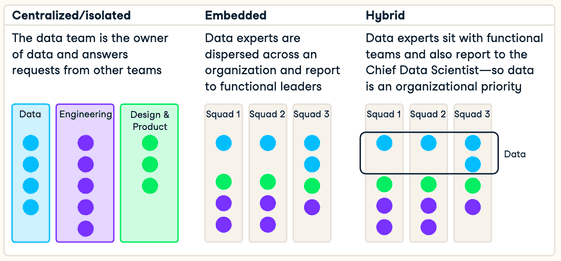 Centralized/isolated
The data team is the owner
of data and answers
requests from other teams
Data
Engineering
Design &
Product
Embedded
Data experts are
dispersed across an
organization and report
to functional leaders
Squad 1
Squad 2
Squad 3
Hybrid
Data experts sit with functional
teams and also report to the
Chief Data Scientist—so data
is an organizational priority
Squad 1
Squad 2
Squad 3
Data